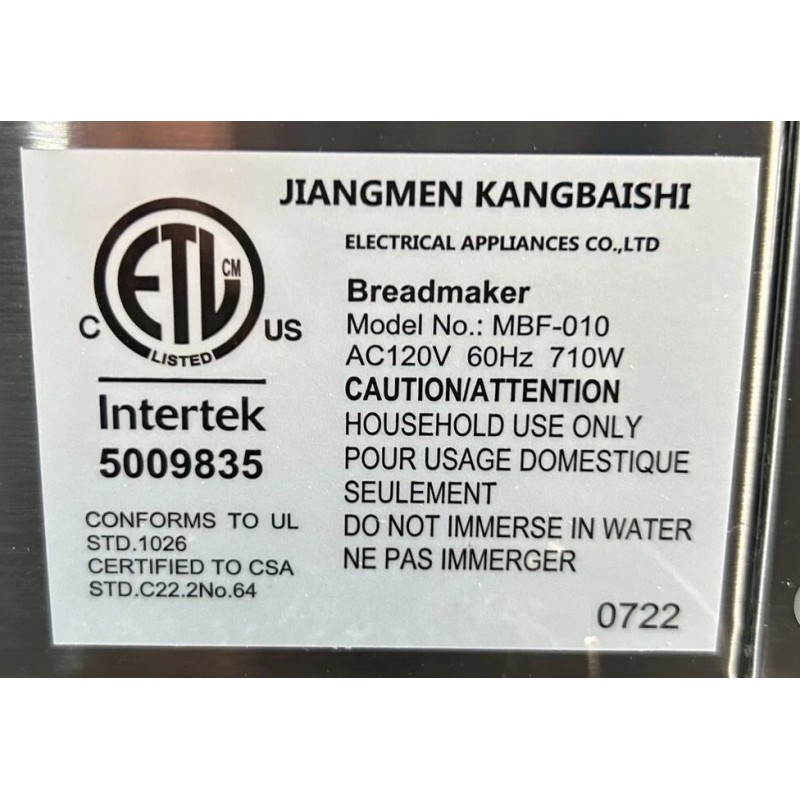 JIANGMEN KANGBAISHI
ELECTRICAL APPLIANCES CO.,LTD
C ETL CM US
LISTED
Intertek
5009835
CONFORMS TO UL
STD.1026
CERTIFIED TO CSA
STD.C22.2No.64
Breadmaker
Model No.: MBF-010
AC120V 60Hz 710W
CAUTION/ATTENTION
HOUSEHOLD USE ONLY
POUR USAGE DOMESTIQUE
SEULEMENT
DO NOT IMMERSE IN WATER
NE PAS IMMERGER
0722